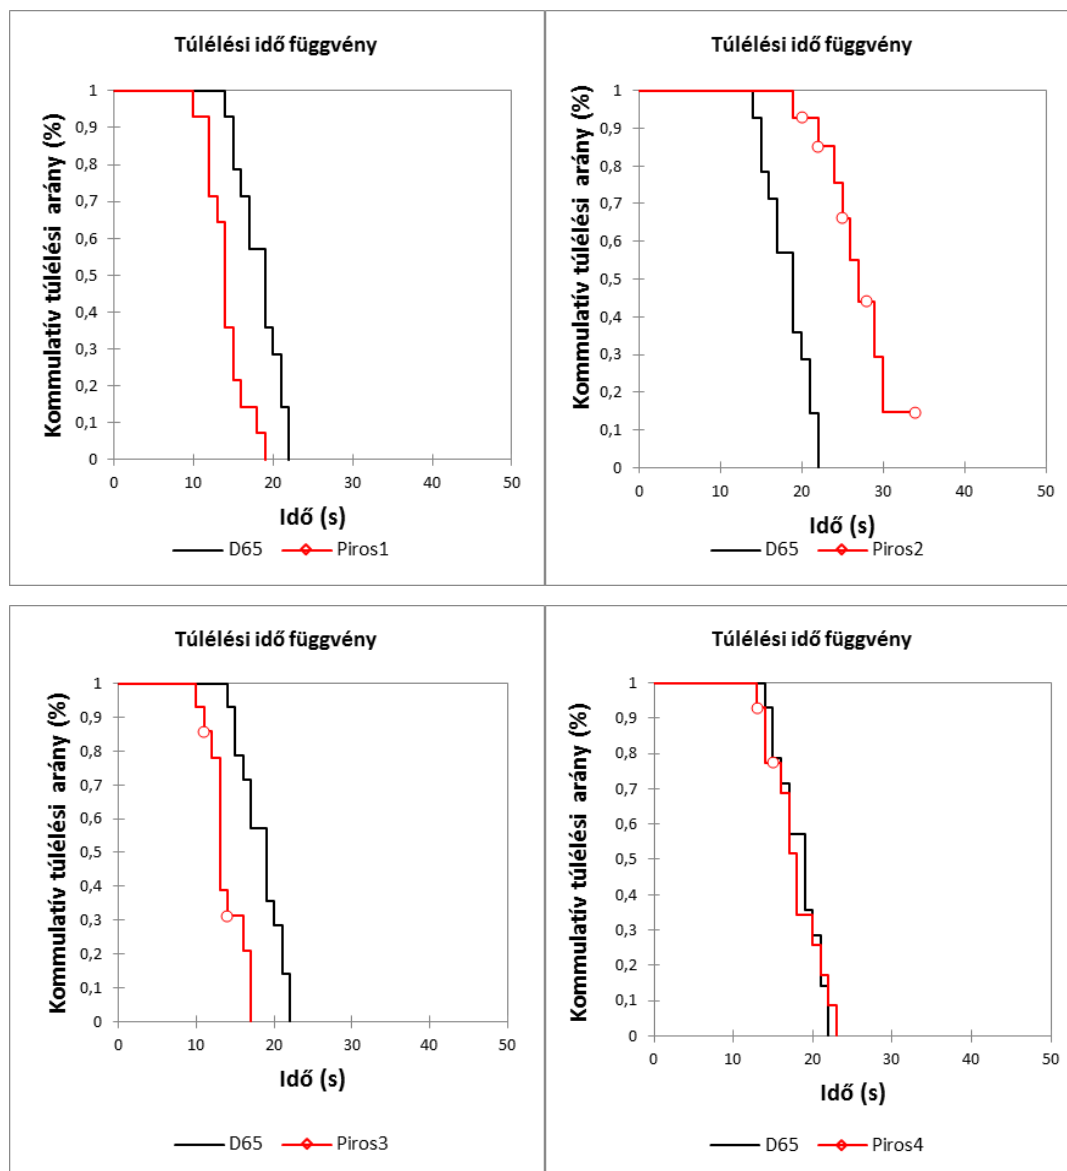 Túlélési idő függvény
Kommulatív túlélési arány (%)
1
0,9
0,8
0,7
0,6
0,5
0,4
0,3
0,2
0,1
0
0 10 20 30 40 50
Idő (s)
D65 Piros1
Túlélési idő függvény
Kommulatív túlélési arány (%)
1
0,9
0,8
0,7
0,6
0,5
0,4
0,3
0,2
0,1
0
0 10 20 30 40 50
Idő (s)
D65 Piros2
Túlélési idő függvény
Kommulatív túlélési arány (%)
1
0,9
0,8
0,7
0,6
0,5
0,4
0,3
0,2
0,1
0
0 10 20 30 40 50
Idő (s)
D65 Piros3
Túlélési idő függvény
Kommulatív túlélési arány (%)
1
0,9
0,8
0,7
0,6
0,5
0,4
0,3
0,2
0,1
0
0 10 20 30 40 50
Idő (s)
D65 Piros4